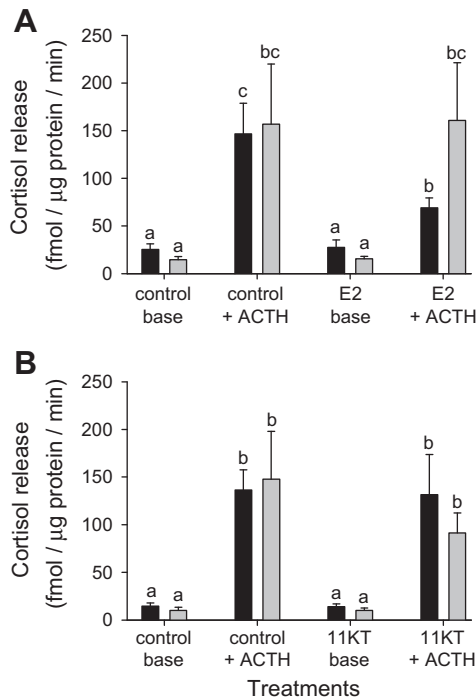 A
Cortisol release
(fmol / µg protein / min)
250
200
150
100
50
0
a
a
c
bc
a
a
b
bc
control
base
control
+ ACTH
E2
base
E2
+ ACTH
B
Cortisol release
(fmol / µg protein / min)
250
200
150
100
50
0
a
a
b
b
a
a
b
b
control
base
control
+ ACTH
11KT
base
11KT
+ ACTH
Treatments